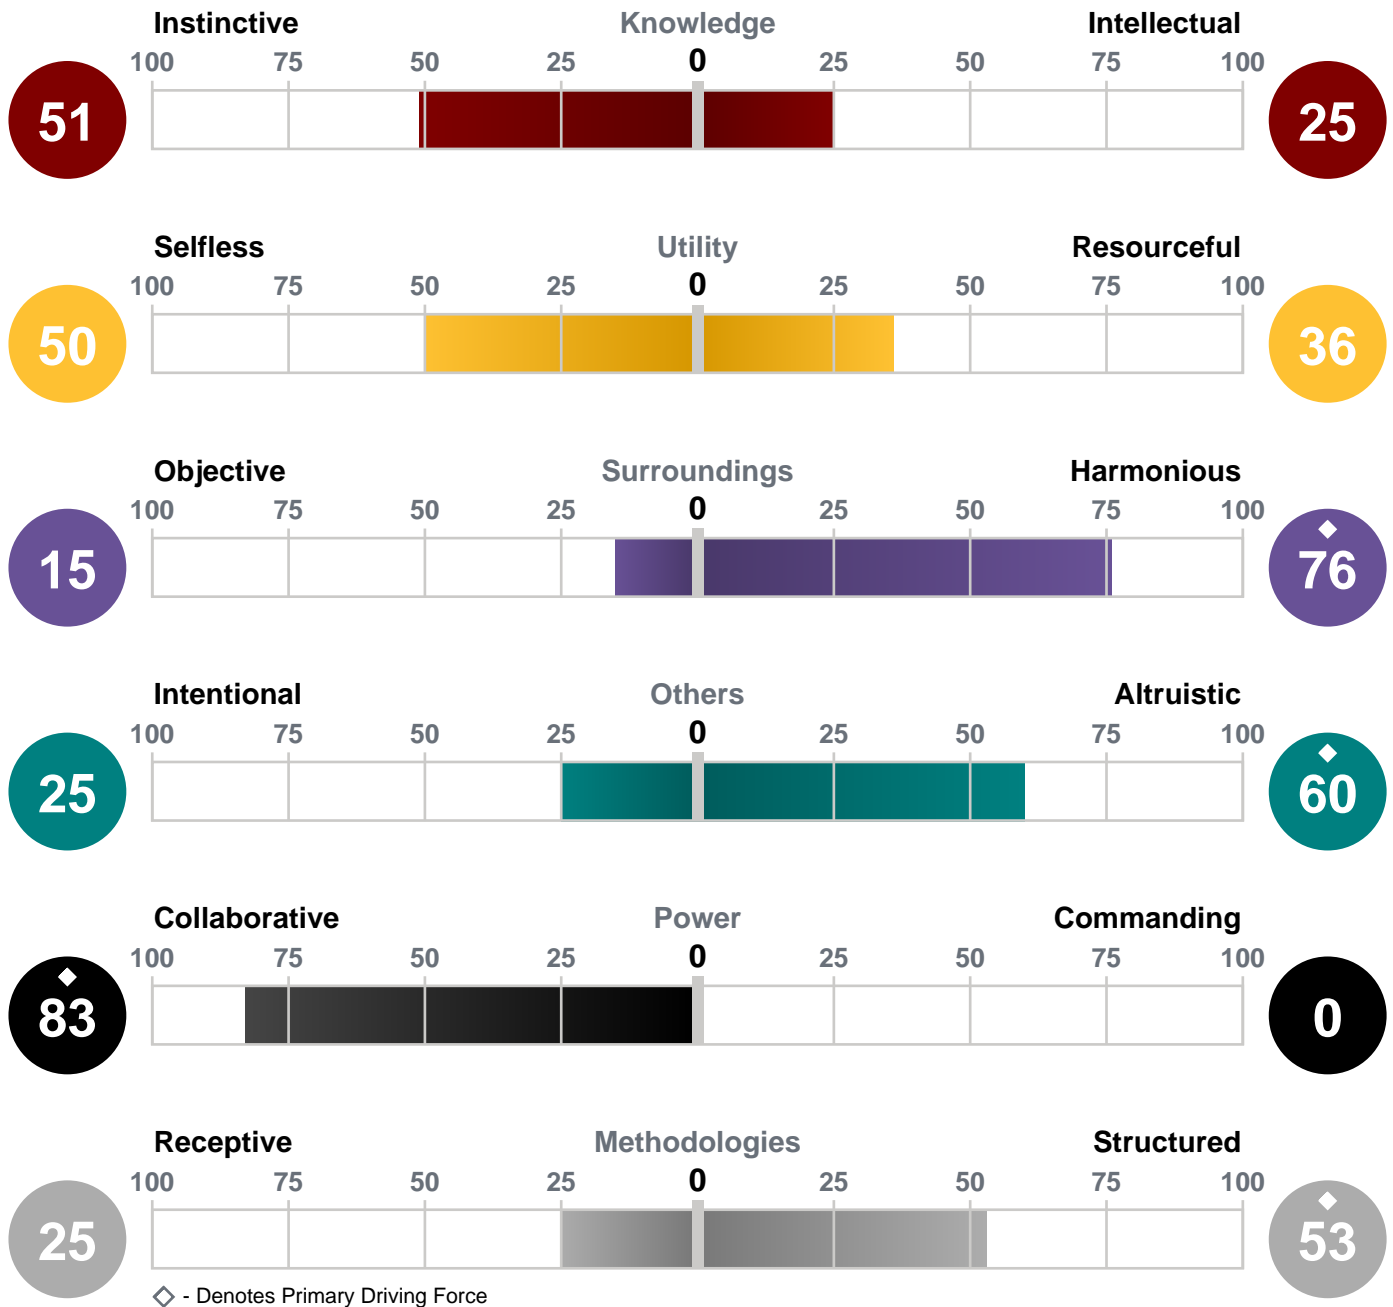 Instinctive Knowledge Intellectual
100 75 50 25 0 25 50 75 100
51 25
Selfless Utility Resourceful
100 75 50 25 0 25 50 75 100
50 36
Objective Surroundings Harmonious
100 75 50 25 0 25 50 75 100
15 76
Intentional Others Altruistic
100 75 50 25 0 25 50 75 100
25 60
Collaborative Power Commanding
100 75 50 25 0 25 50 75 100
83 0
Receptive Methodologies Structured
100 75 50 25 0 25 50 75 100
25 53
- Denotes Primary Driving Force